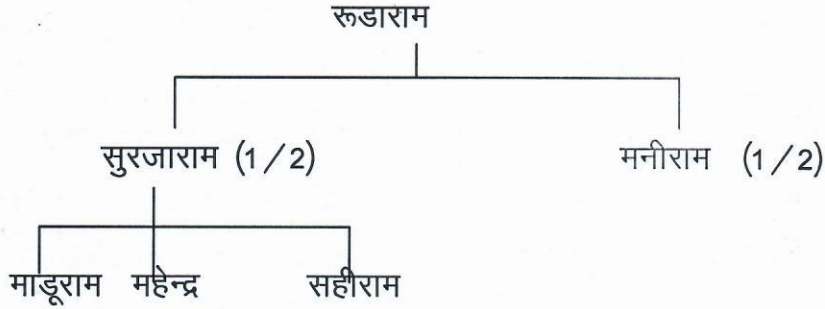 रूडाराम
सुरजाराम (1/2) मनीराम (1/2)
माडूराम महेन्द्र सहीराम